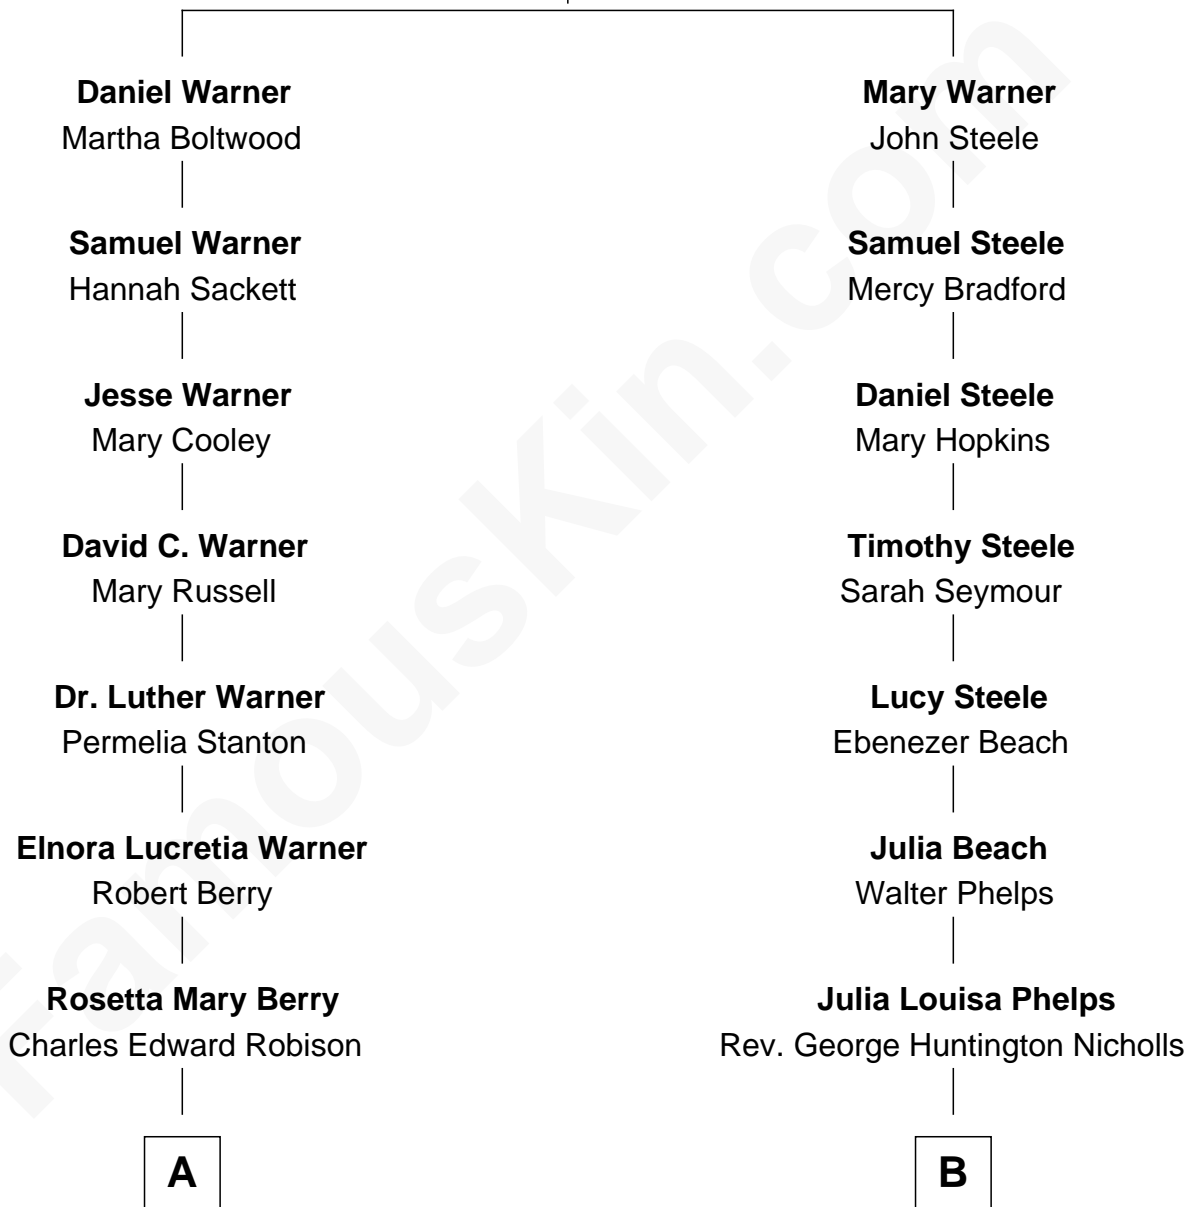 Daniel Warner
Martha Boltwood
Mary Warner
John Steele
Samuel Warner
Hannah Sackett
Samuel Steele
Mercy Bradford
Jesse Warner
Mary Cooley
Daniel Steele
Mary Hopkins
David C. Warner
Mary Russell
Timothy Steele
Sarah Seymour
Dr. Luther Warner
Permelia Stanton
Lucy Steele
Ebenezer Beach
Elnora Lucretia Warner
Robert Berry
Julia Beach
Walter Phelps
Rosetta Mary Berry
Charles Edward Robison
Julia Louisa Phelps
Rev. George Huntington Nicholls
A
B
FamousKin.com